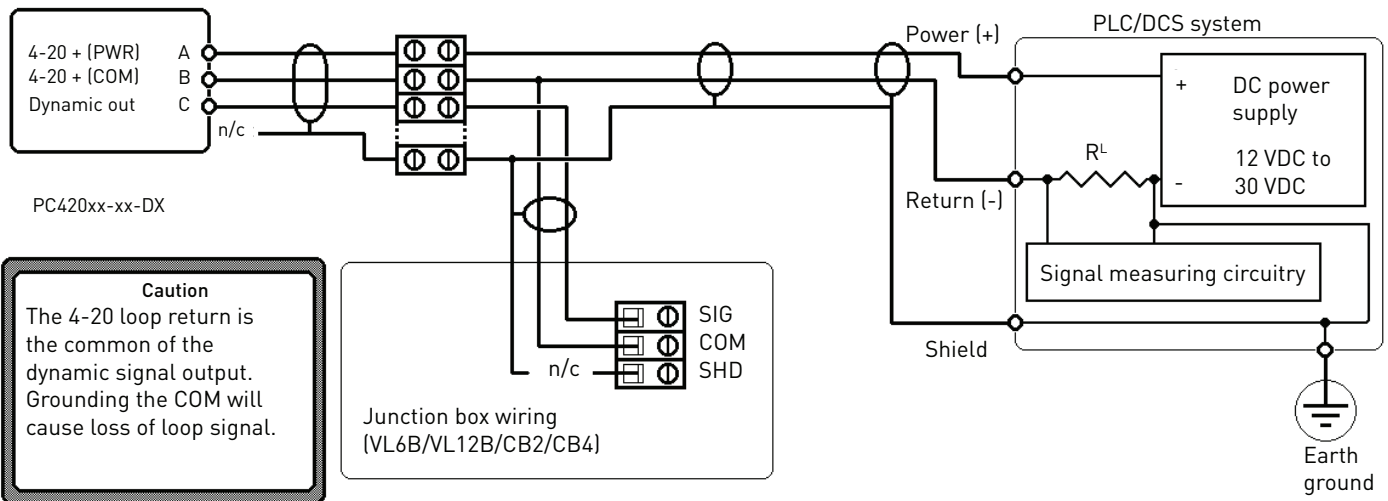 4-20 + (PWR) A
4-20 + (COM) B
Dynamic out C
n/c
PC420xx-xx-DX
Caution
The 4-20 loop return is
the common of the
dynamic signal output.
Grounding the COM will
cause loss of loop signal.
SIG
COM
n/c SHD
Junction box wiring
(VL6B/VL12B/CB2/CB4)
Power (+)
Return (-)
Shield
PLC/DCS system
+ DC power
supply
12 VDC to
- 30 VDC
RL
Signal measuring circuitry
Earth
ground